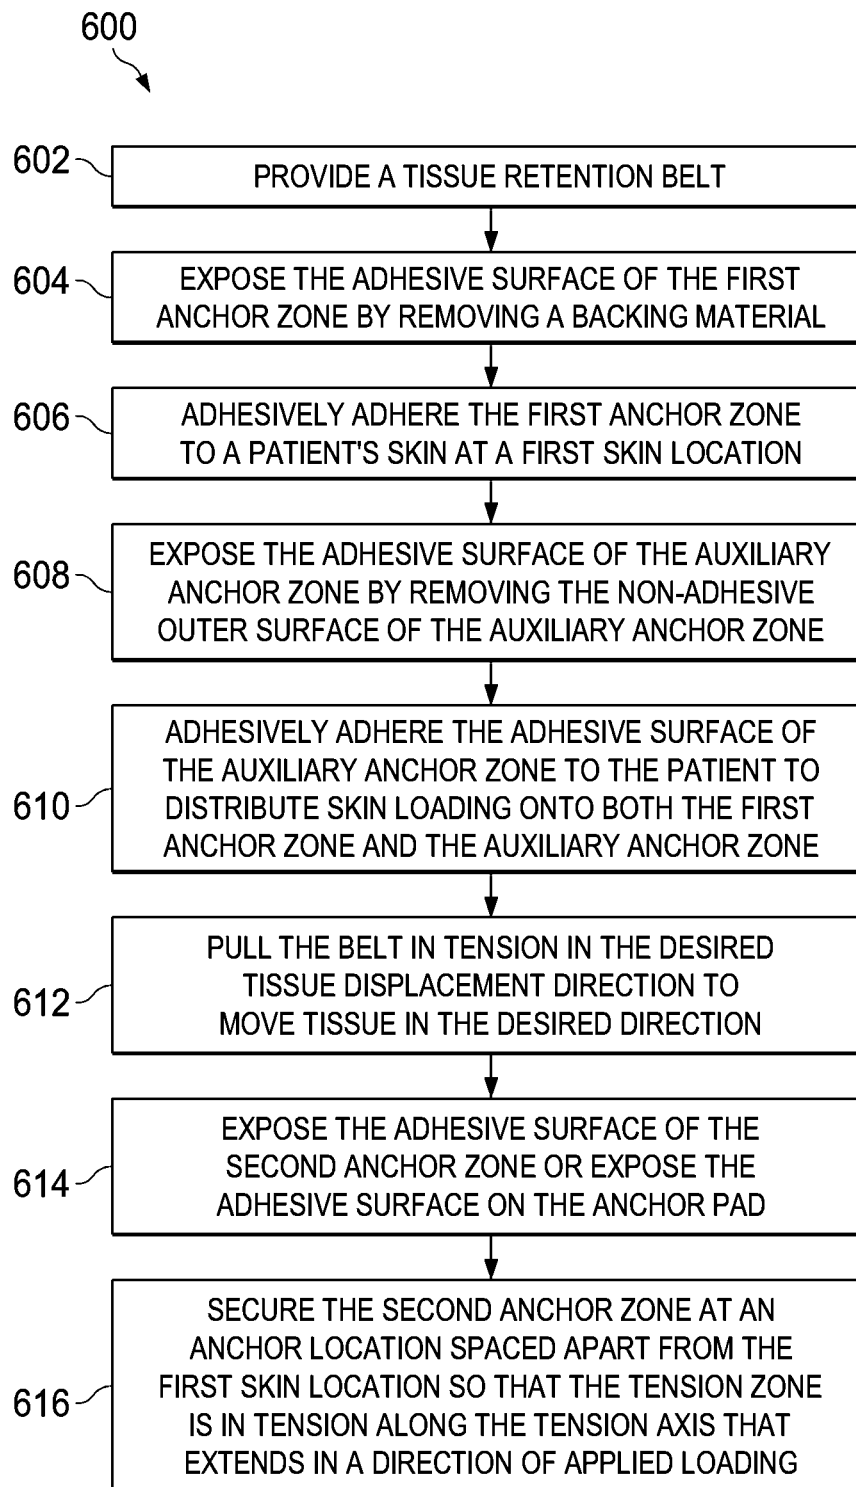 600
602
PROVIDE A TISSUE RETENTION BELT
604
EXPOSE THE ADHESIVE SURFACE OF THE FIRST
ANCHOR ZONE BY REMOVING A BACKING MATERIAL
606
ADHESIVELY ADHERE THE FIRST ANCHOR ZONE
TO A PATIENT'S SKIN AT A FIRST SKIN LOCATION
608
EXPOSE THE ADHESIVE SURFACE OF THE AUXILIARY
ANCHOR ZONE BY REMOVING THE NON-ADHESIVE
OUTER SURFACE OF THE AUXILIARY ANCHOR ZONE
610
ADHESIVELY ADHERE THE ADHESIVE SURFACE OF
THE AUXILIARY ANCHOR ZONE TO THE PATIENT TO
DISTRIBUTE SKIN LOADING ONTO BOTH THE FIRST
ANCHOR ZONE AND THE AUXILIARY ANCHOR ZONE
612
PULL THE BELT IN TENSION IN THE DESIRED
TISSUE DISPLACEMENT DIRECTION TO
MOVE TISSUE IN THE DESIRED DIRECTION
614
EXPOSE THE ADHESIVE SURFACE OF THE
SECOND ANCHOR ZONE OR EXPOSE THE
ADHESIVE SURFACE ON THE ANCHOR PAD
616
SECURE THE SECOND ANCHOR ZONE AT AN
ANCHOR LOCATION SPACED APART FROM THE
FIRST SKIN LOCATION SO THAT THE TENSION ZONE
IS IN TENSION ALONG THE TENSION AXIS THAT
EXTENDS IN A DIRECTION OF APPLIED LOADING